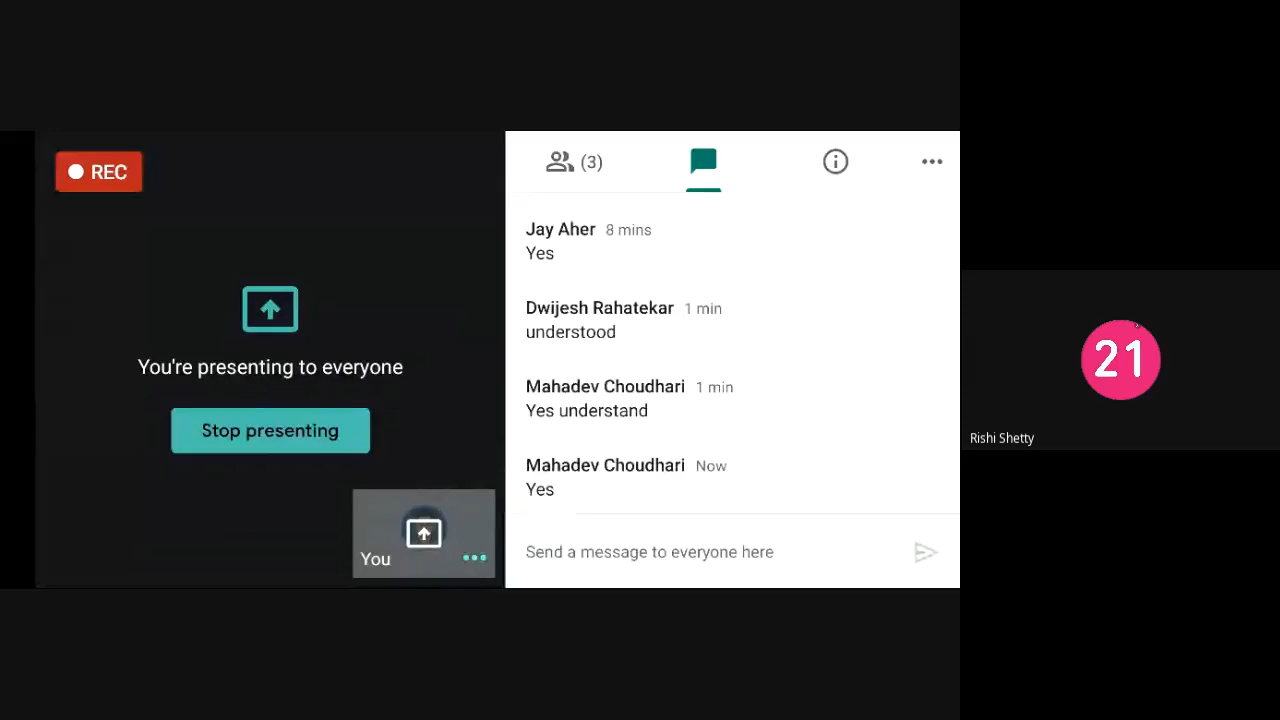 REC
You're presenting to everyone
Stop presenting
You
(3)
Jay Aher 8 mins
Yes
Dwijesh Rahatekar 1 min
understood
Mahadev Choudhari 1 min
Yes understand
Mahadev Choudhari Now
Yes
Send a message to everyone here
21
Rishi Shetty